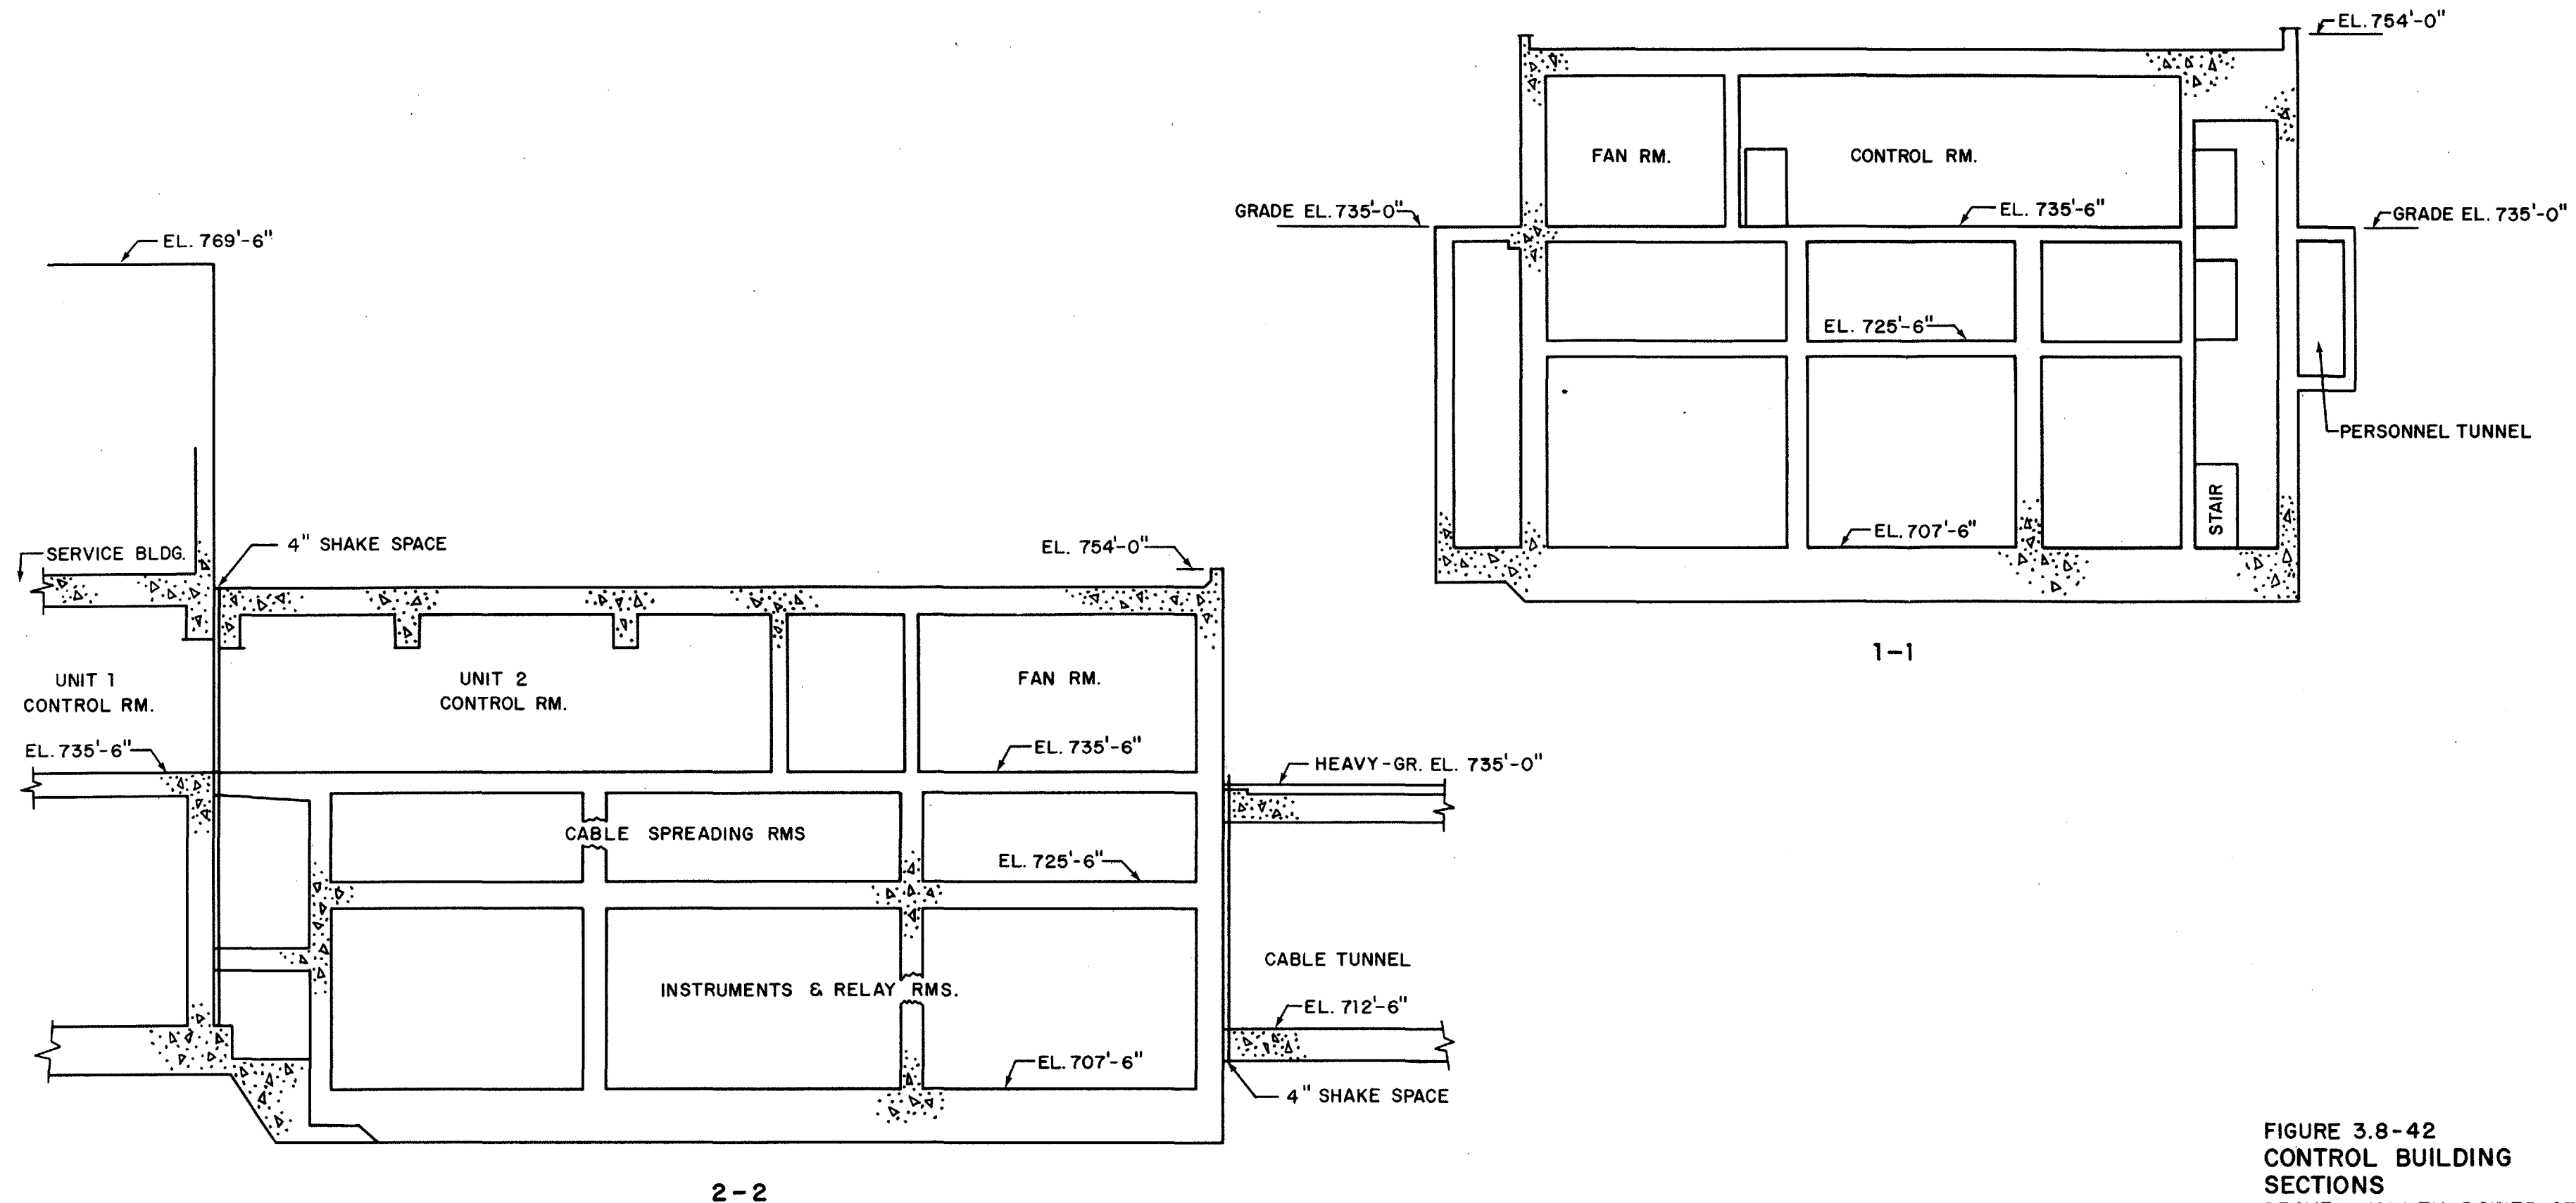 EL. 754'-0"
FAN RM.
CONTROL RM.
GRADE EL. 735'-0"
EL. 735'-6"
GRADE EL. 735'-0"
EL. 725'-6"
PERSONNEL TUNNEL
STAIR
EL. 707'-6"
1-1
EL. 769'-6"
SERVICE BLDG.
4" SHAKE SPACE
EL. 754'-0"
UNIT 1
CONTROL RM.
UNIT 2
CONTROL RM.
FAN RM.
EL. 735'-6"
EL. 735'-6"
HEAVY-GR. EL. 735'-0"
CABLE SPREADING RMS
EL. 725'-6"
CABLE TUNNEL
INSTRUMENTS & RELAY RMS.
EL. 712'-6"
EL. 707'-6"
4" SHAKE SPACE
2-2
FIGURE 3.8-42
CONTROL BUILDING
SECTIONS